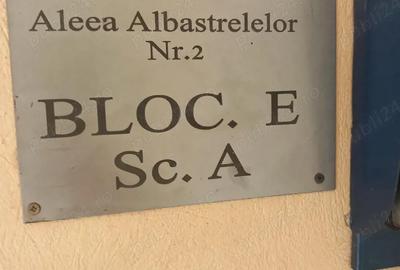 Aleea Albastrelelor
Nr.2
BLOC. E
Sc. A